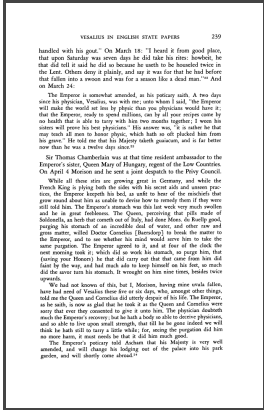 VESALIUS IN ENGLISH STATE PAPERS 239
handled with his gout." On March 18: "I heard it from good place,
that upon Saturday was seven days he did take his rites: howbeit, he
that did tell it said he did so because he useth to be houseled twice in
the Lent. Others deny it plainly, and say it was for that he had before
that fallen into a swoon and was for a season like a dead man." And
on March 24:
The Emperor is somewhat amended, as his poticary saith. A two days
since his physician, Vesalius, was with me; unto whom I said, "the Emperor
will make the world set less by physic than you physicians would have it;
that the Emperor, ready to spend millions, can by all your recipes come by
no health that is able to tarry with him two months together; I ween his
sisters will prove his best physicians." His answer was, "it is rather he that
may teach all men to honor physic, which hath so oft plucked him from
his grave." He told me that his Majesty taketh guaiacum, and is far better
now than he was a twelve days since.
Sir Thomas Chamberlain was at that time resident ambassador to the
Emperor's sister, Queen Mary of Hungary, regent of the Low Countries.
On April 4 Morison and he sent a joint despatch to the Privy Council.
While all these stirs are growing great in Germany, and while the
French King is plying both the sides with his secret aids and unseen prac-
tices, the Emperor keepeth his bed, as unfit to hear of the mischiefs that
grow round about him as unable to devise how to remedy them if they were
still told him. The Emperor's stomach was this last week very much swollen
and he in great feebleness. The Queen, perceiving this pills made of
Soldonella, an herb that cometh out of Italy, had done Mons. du Roeulx good,
purging his stomach of an incredible deal of water, and other raw and
gross matter, willed Doctor Cornelius [Baersdorp] to break the matter to
the Emperor, and to see whether his mind would serve him to take the
same purgation. The Emperor agreed to it, and at four of the clock the
next morning took it; which did so work his stomach, so purge him, that
(saving your Honors) he that did carry out that that came from him did
faint by the way, and had much ado to keep himself on his feet, so much
did the savor turn his stomach. It wrought on him nine times, besides twice
upwards.
We had not known of this, but I, Morison, having mine uvula fallen,
have had need of Vesalius these five or six days, who, amongst other things,
told me the Queen and Cornelius did utterly despair of his life. The Emperor,
as he saith, is now as glad that he took it as the Queen and Cornelius were
sorry that ever they consented to give it unto him. The physician doubteth
much the Emperor's recovery; but he hath a body so able to deceive physicians,
and so able to live upon small strength, that till he be gone indeed we will
think he hath still to tarry a little while; for, seeing the purgation did him
no more harm, it must needs be that it did him much good.
The Emperor's poticary told Ascham that his Majesty is very well
amended, and will change his lodging out of the palace into his park
garden, and will shortly come abroad.